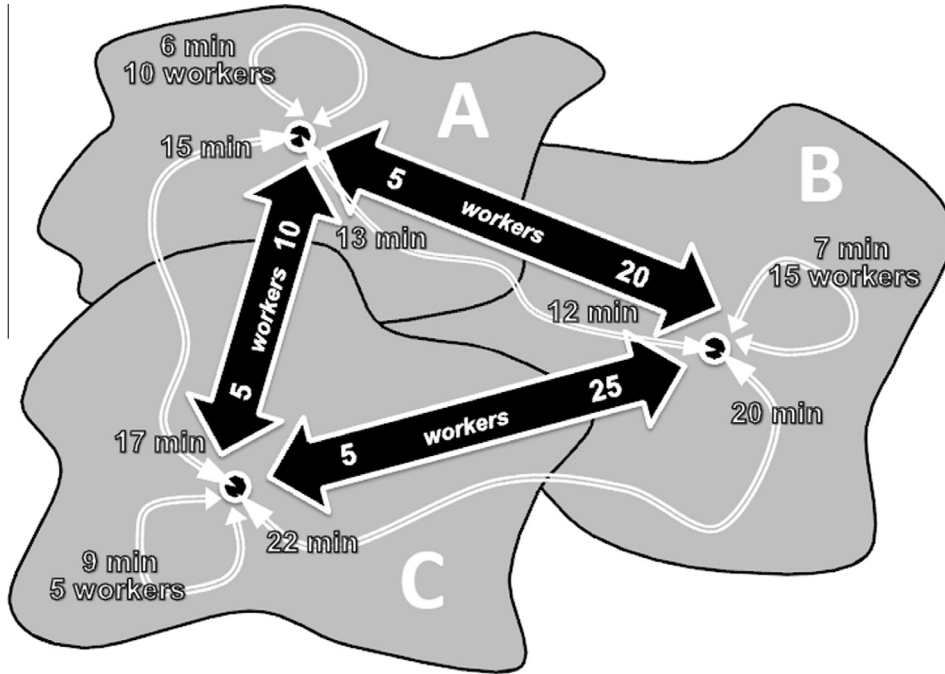 6 min
10 workers
A
15 min
5 workers 20
B
13 min
7 min
15 workers
10 workers 5
12 min
5 workers 25
20 min
17 min
22 min
9 min
5 workers
C